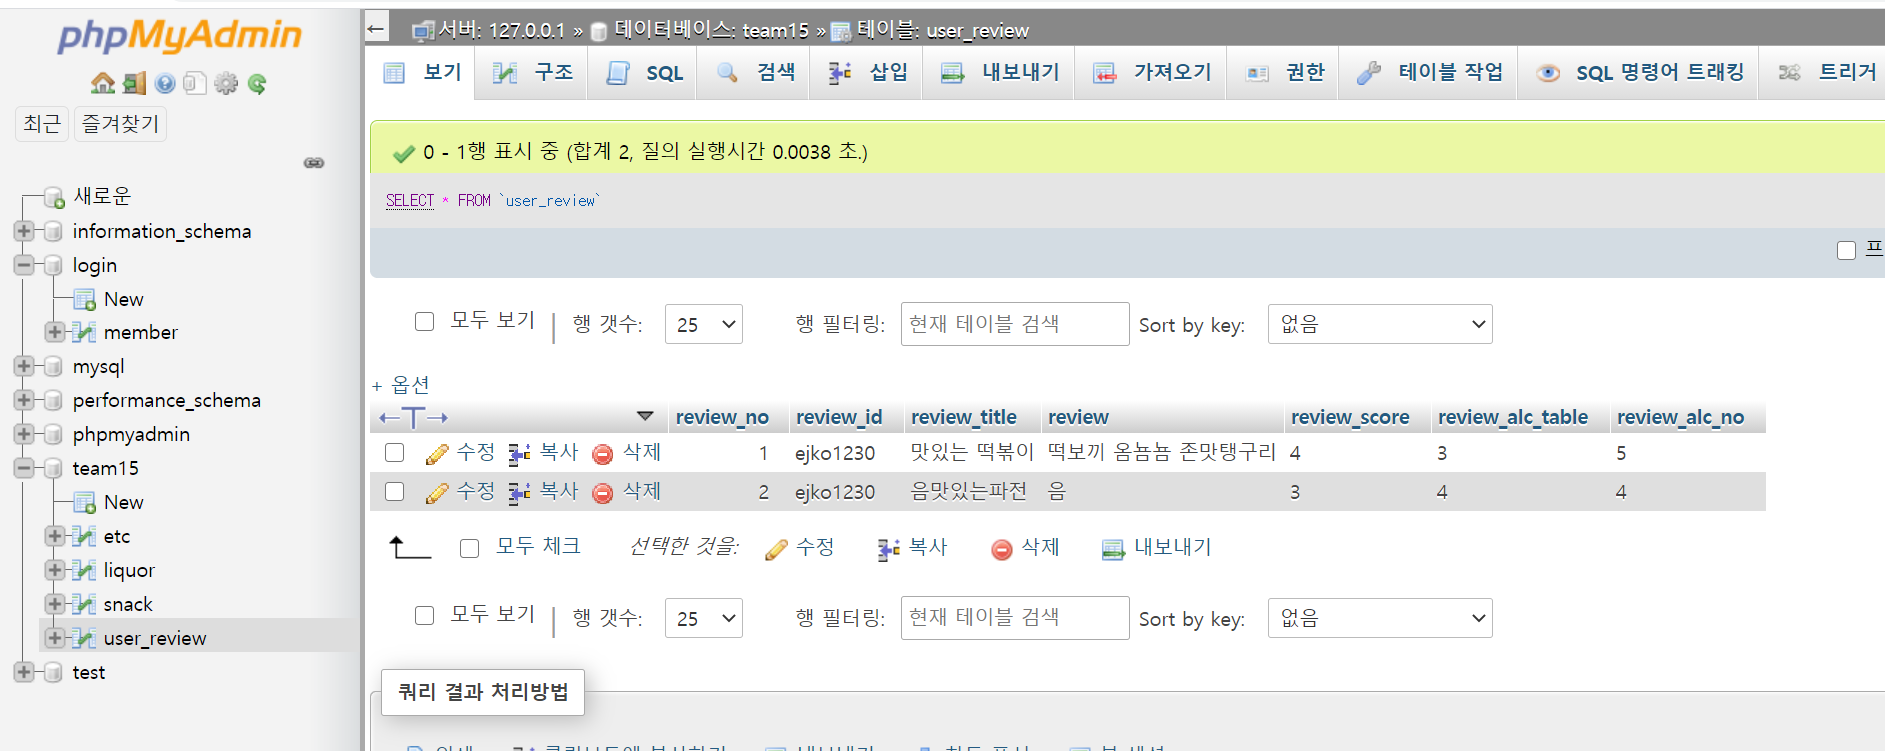 phpMyAdmin
최근 즐겨찾기
새로운
information_schema
login
New
member
mysql
performance_schema
phpmyadmin
team15
New
etc
liquor
snack
user_review
test
서버: 127.0.0.1 » 데이터베이스: team15 » 테이블: user_review
보기 구조 SQL 검색 삽입 내보내기 가져오기 권한 테이블 작업 SQL 명령어 트래킹 트리거
0 - 1행 표시 중 (합계 2, 질의 실행시간 0.0038 초.)
SELECT * FROM `user_review`
프
모두 보기 | 행 갯수: 25 행 필터링: 현재 테이블 검색 Sort by key: 없음
+ 옵션
←T→ review_no review_id review_title review review_score review_alc_table review_alc_no
수정 복사 삭제 1 ejko1230 맛있는 떡볶이 떡보끼 옴뇸뇸 존맛탱구리 4 3 5
수정 복사 삭제 2 ejko1230 음맛있는파전 음 3 4 4
모두 체크 선택한 것을: 수정 복사 삭제 내보내기
모두 보기 | 행 갯수: 25 행 필터링: 현재 테이블 검색 Sort by key: 없음
쿼리 결과 처리방법